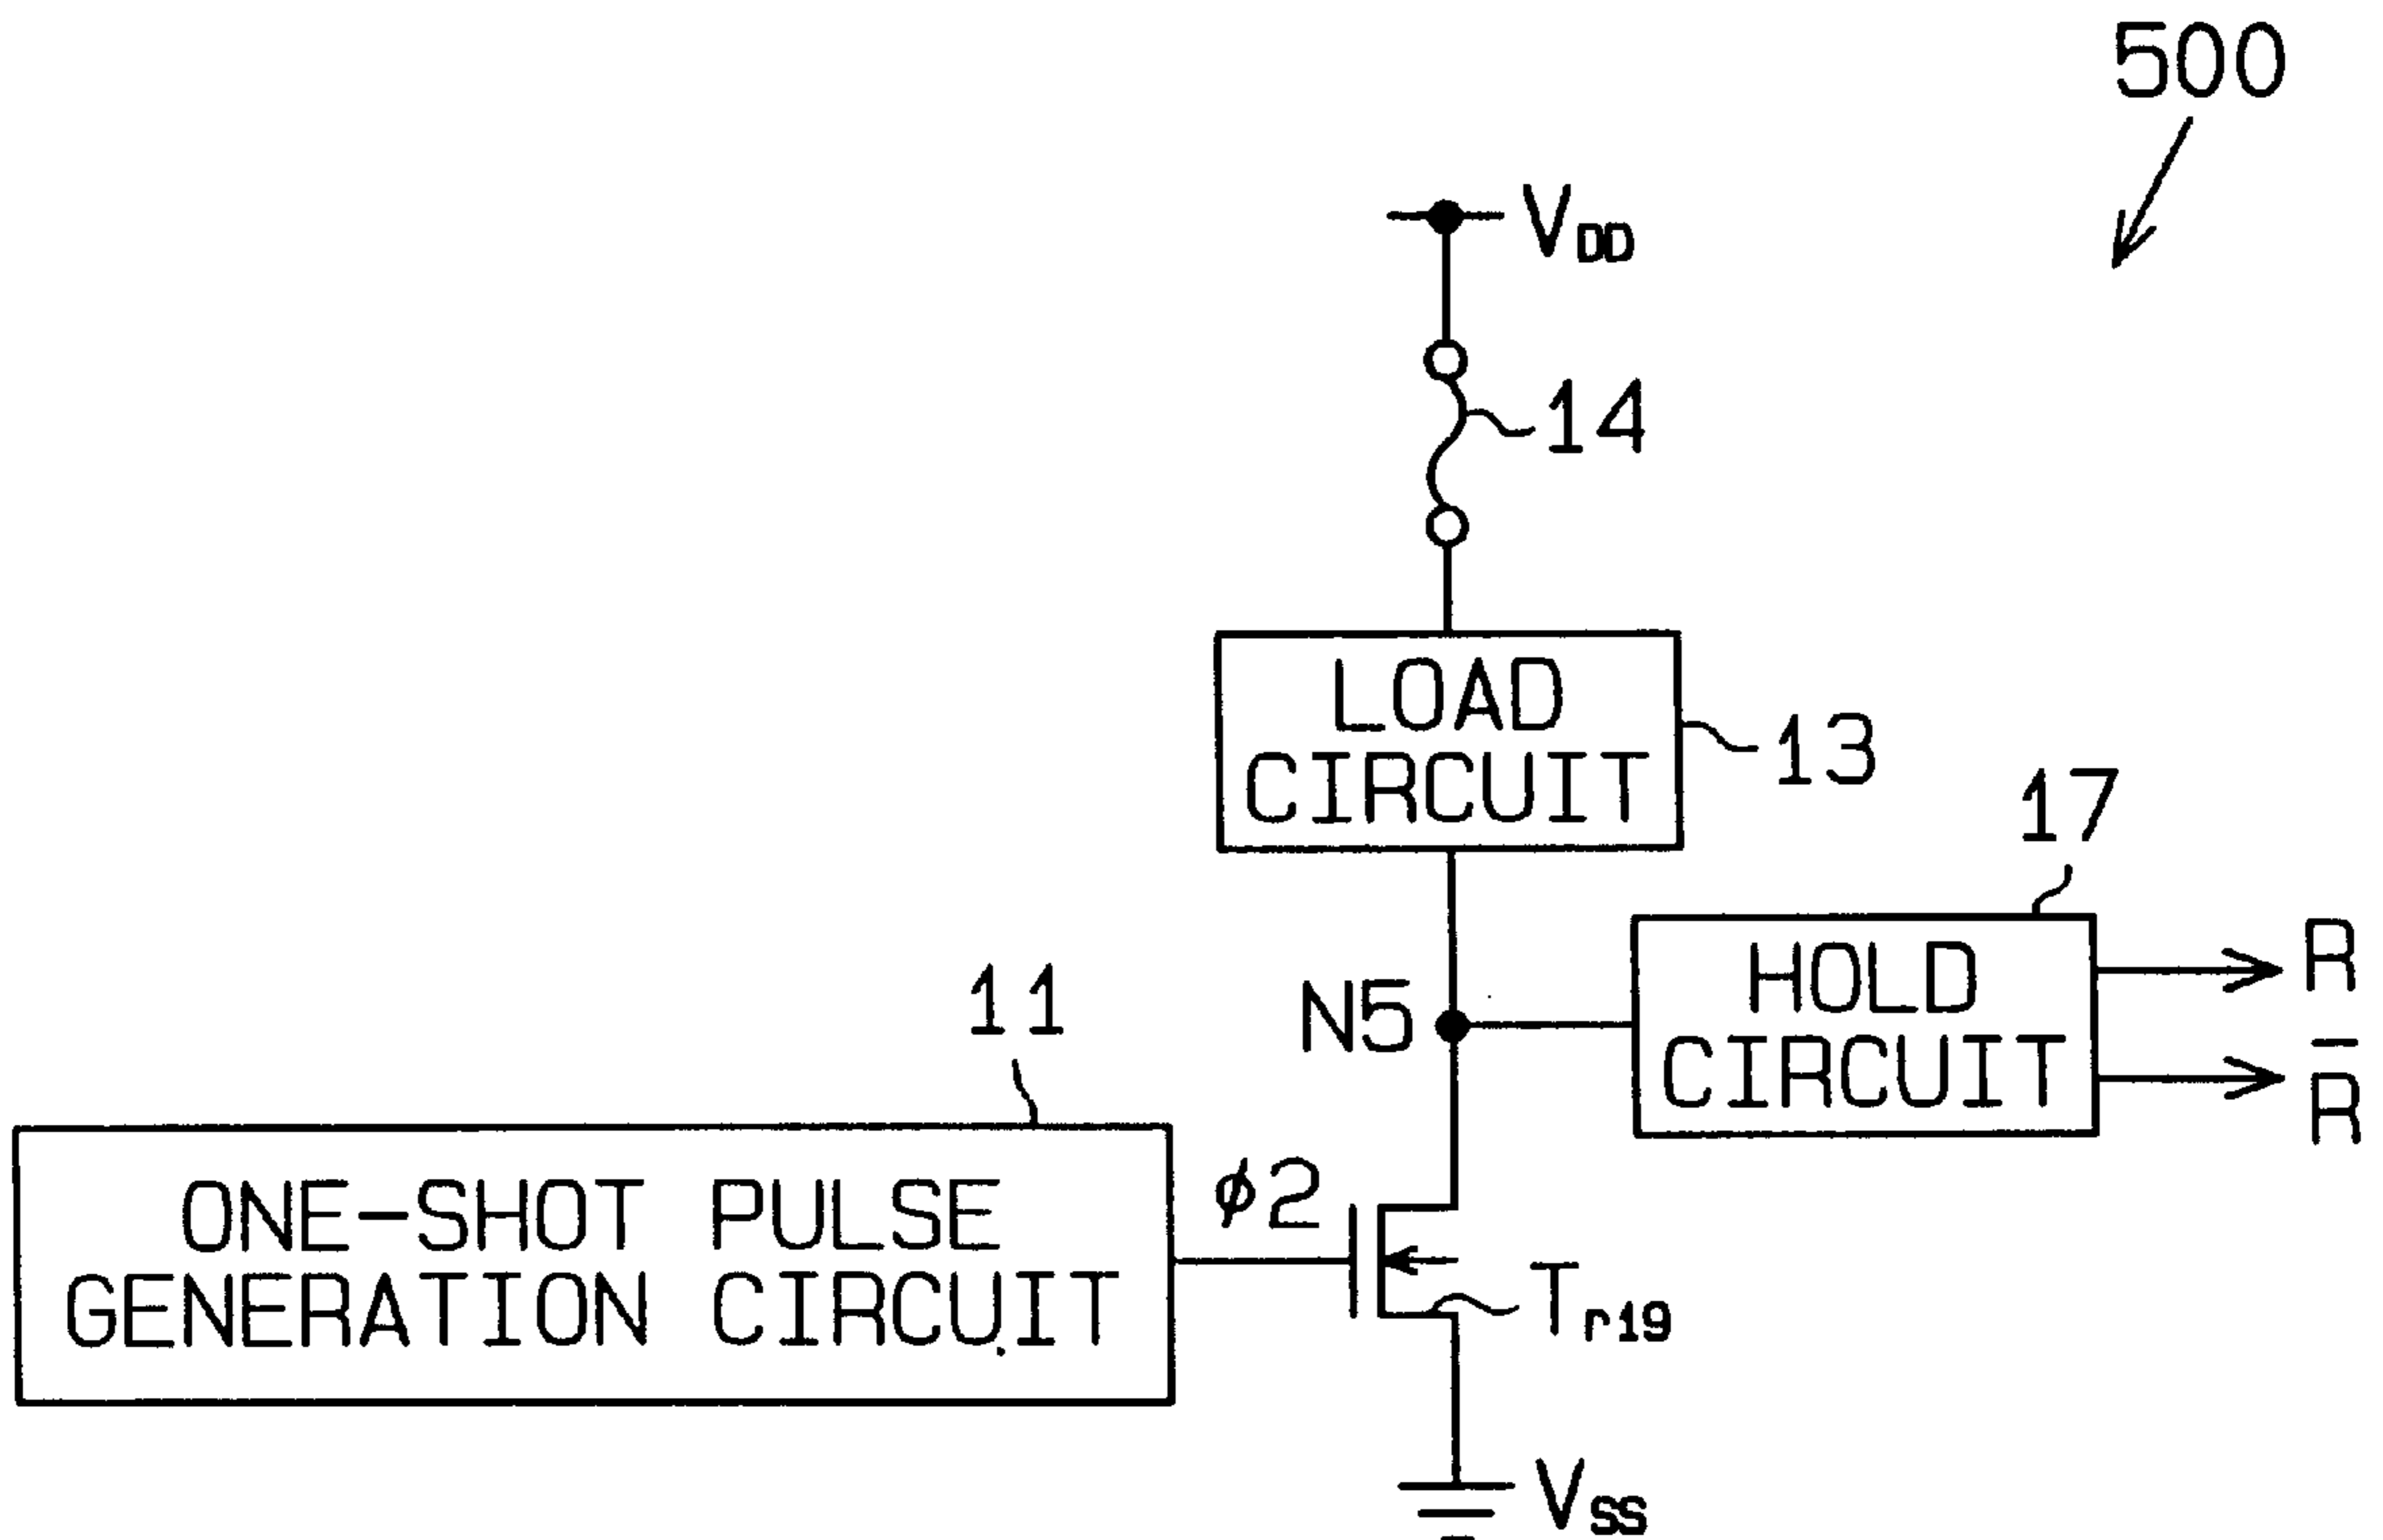 500
VDD
14
LOAD
CIRCUIT
13
17
HOLD
CIRCUIT
R
R̅
N5
11
ONE-SHOT PULSE
GENERATION CIRCUIT
φ2
Tr19
VSS